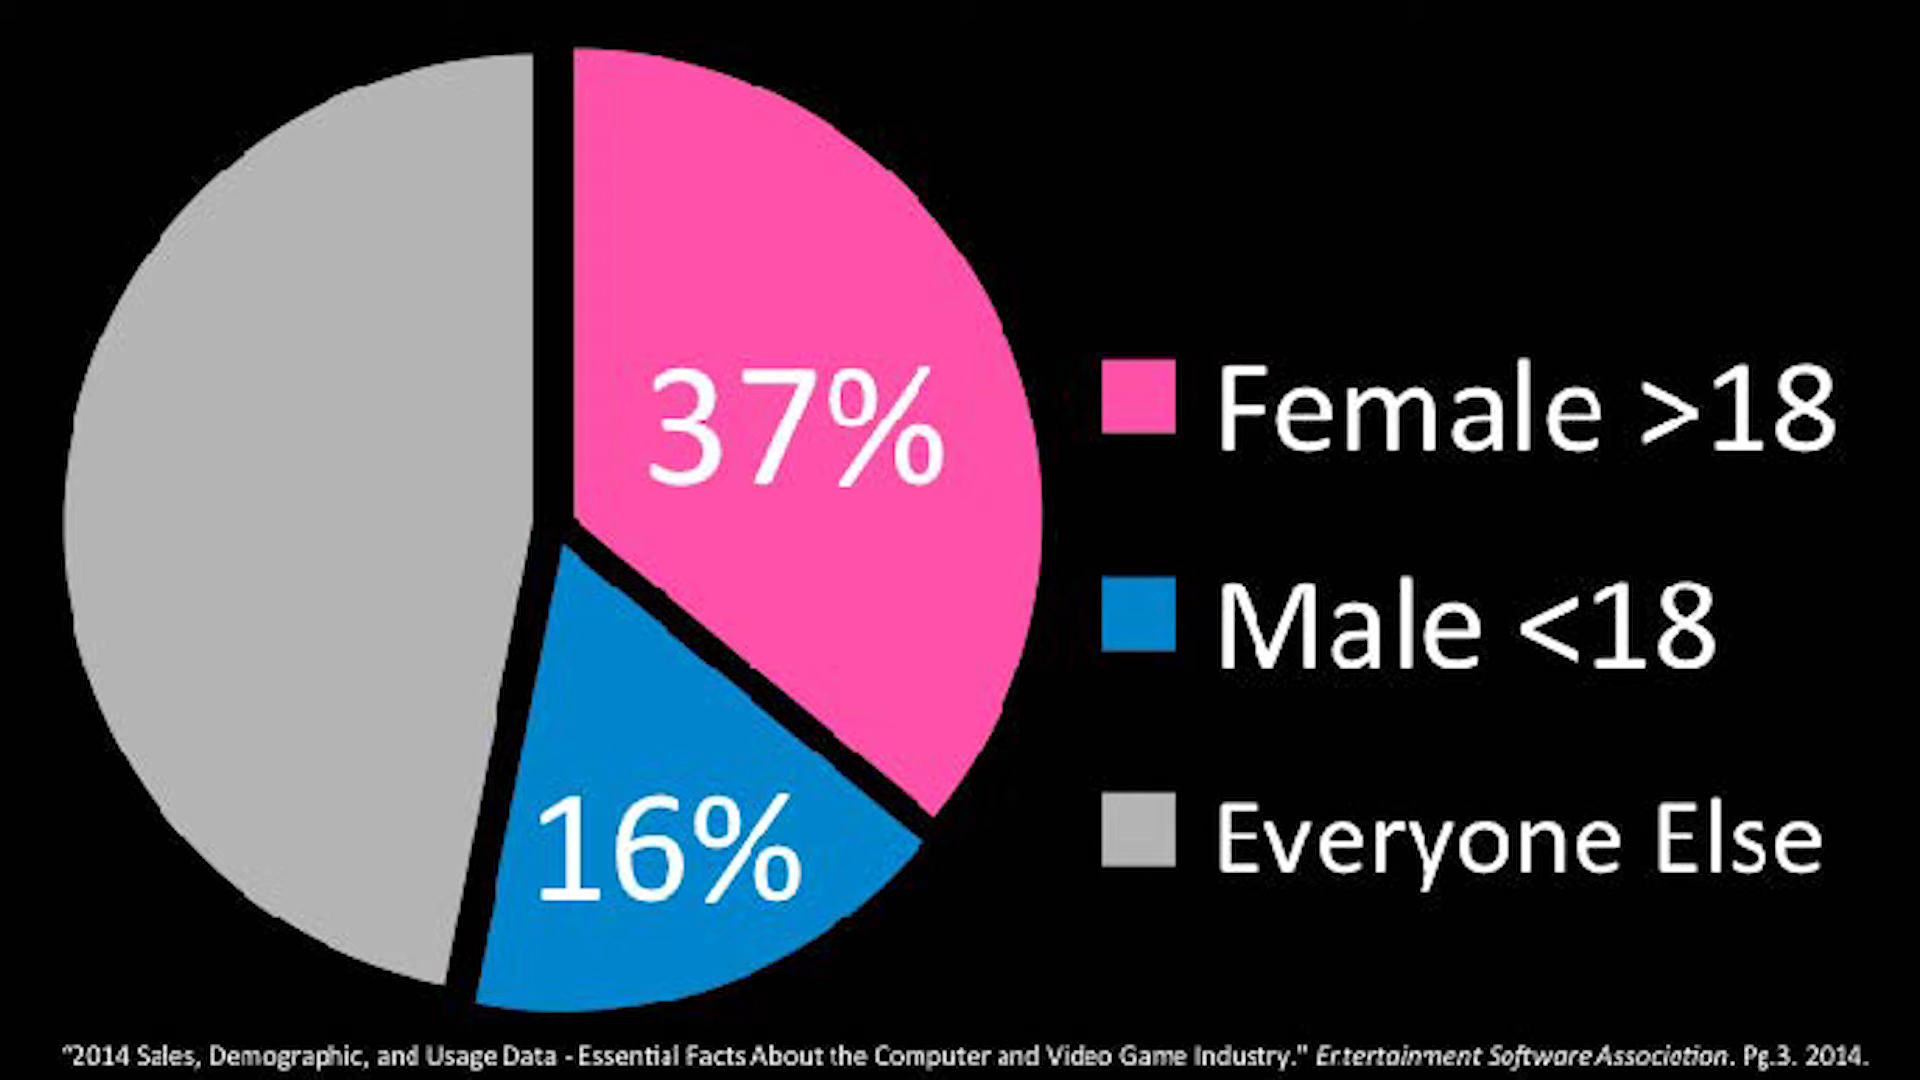 37%
16%
Female >18
Male <18
Everyone Else
"2014 Sales, Demographic, and Usage Data - Essential Facts About the Computer and Video Game Industry." Entertainment Software Association. Pg.3. 2014.